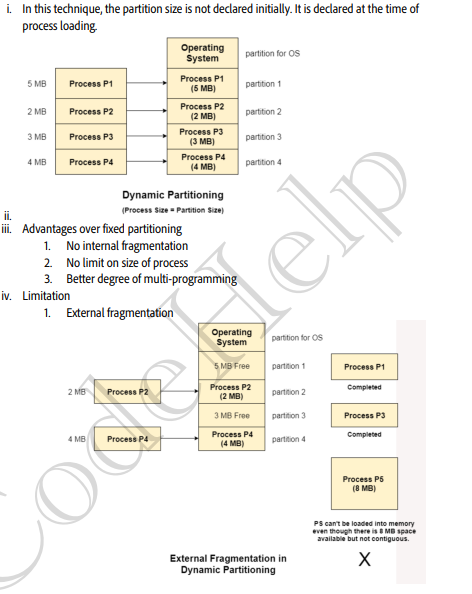 i. In this technique, the partition size is not declared initially. It is declared at the time of
process loading.
Operating
System
partition for OS
5 MB
Process P1
Process P1
(5 MB)
partition 1
2 MB
Process P2
Process P2
(2 MB)
partition 2
3 MB
Process P3
Process P3
(3 MB)
partition 3
4 MB
Process P4
Process P4
(4 MB)
partition 4
Dynamic Partitioning
(Process Size = Partition Size)
ii.
iii. Advantages over fixed partitioning
1. No internal fragmentation
2. No limit on size of process
3. Better degree of multi-programming
iv. Limitation
1. External fragmentation
Operating
System
partition for OS
5 MB Free
partition 1
Process P1
Completed
2 MB
Process P2
Process P2
(2 MB)
partition 2
3 MB Free
partition 3
Process P3
Completed
4 MB
Process P4
Process P4
(4 MB)
partition 4
Process P5
(8 MB)
P5 can't be loaded into memory
even though there is 8 MB space
available but not contiguous.
External Fragmentation in
Dynamic Partitioning
X
CodeHelp